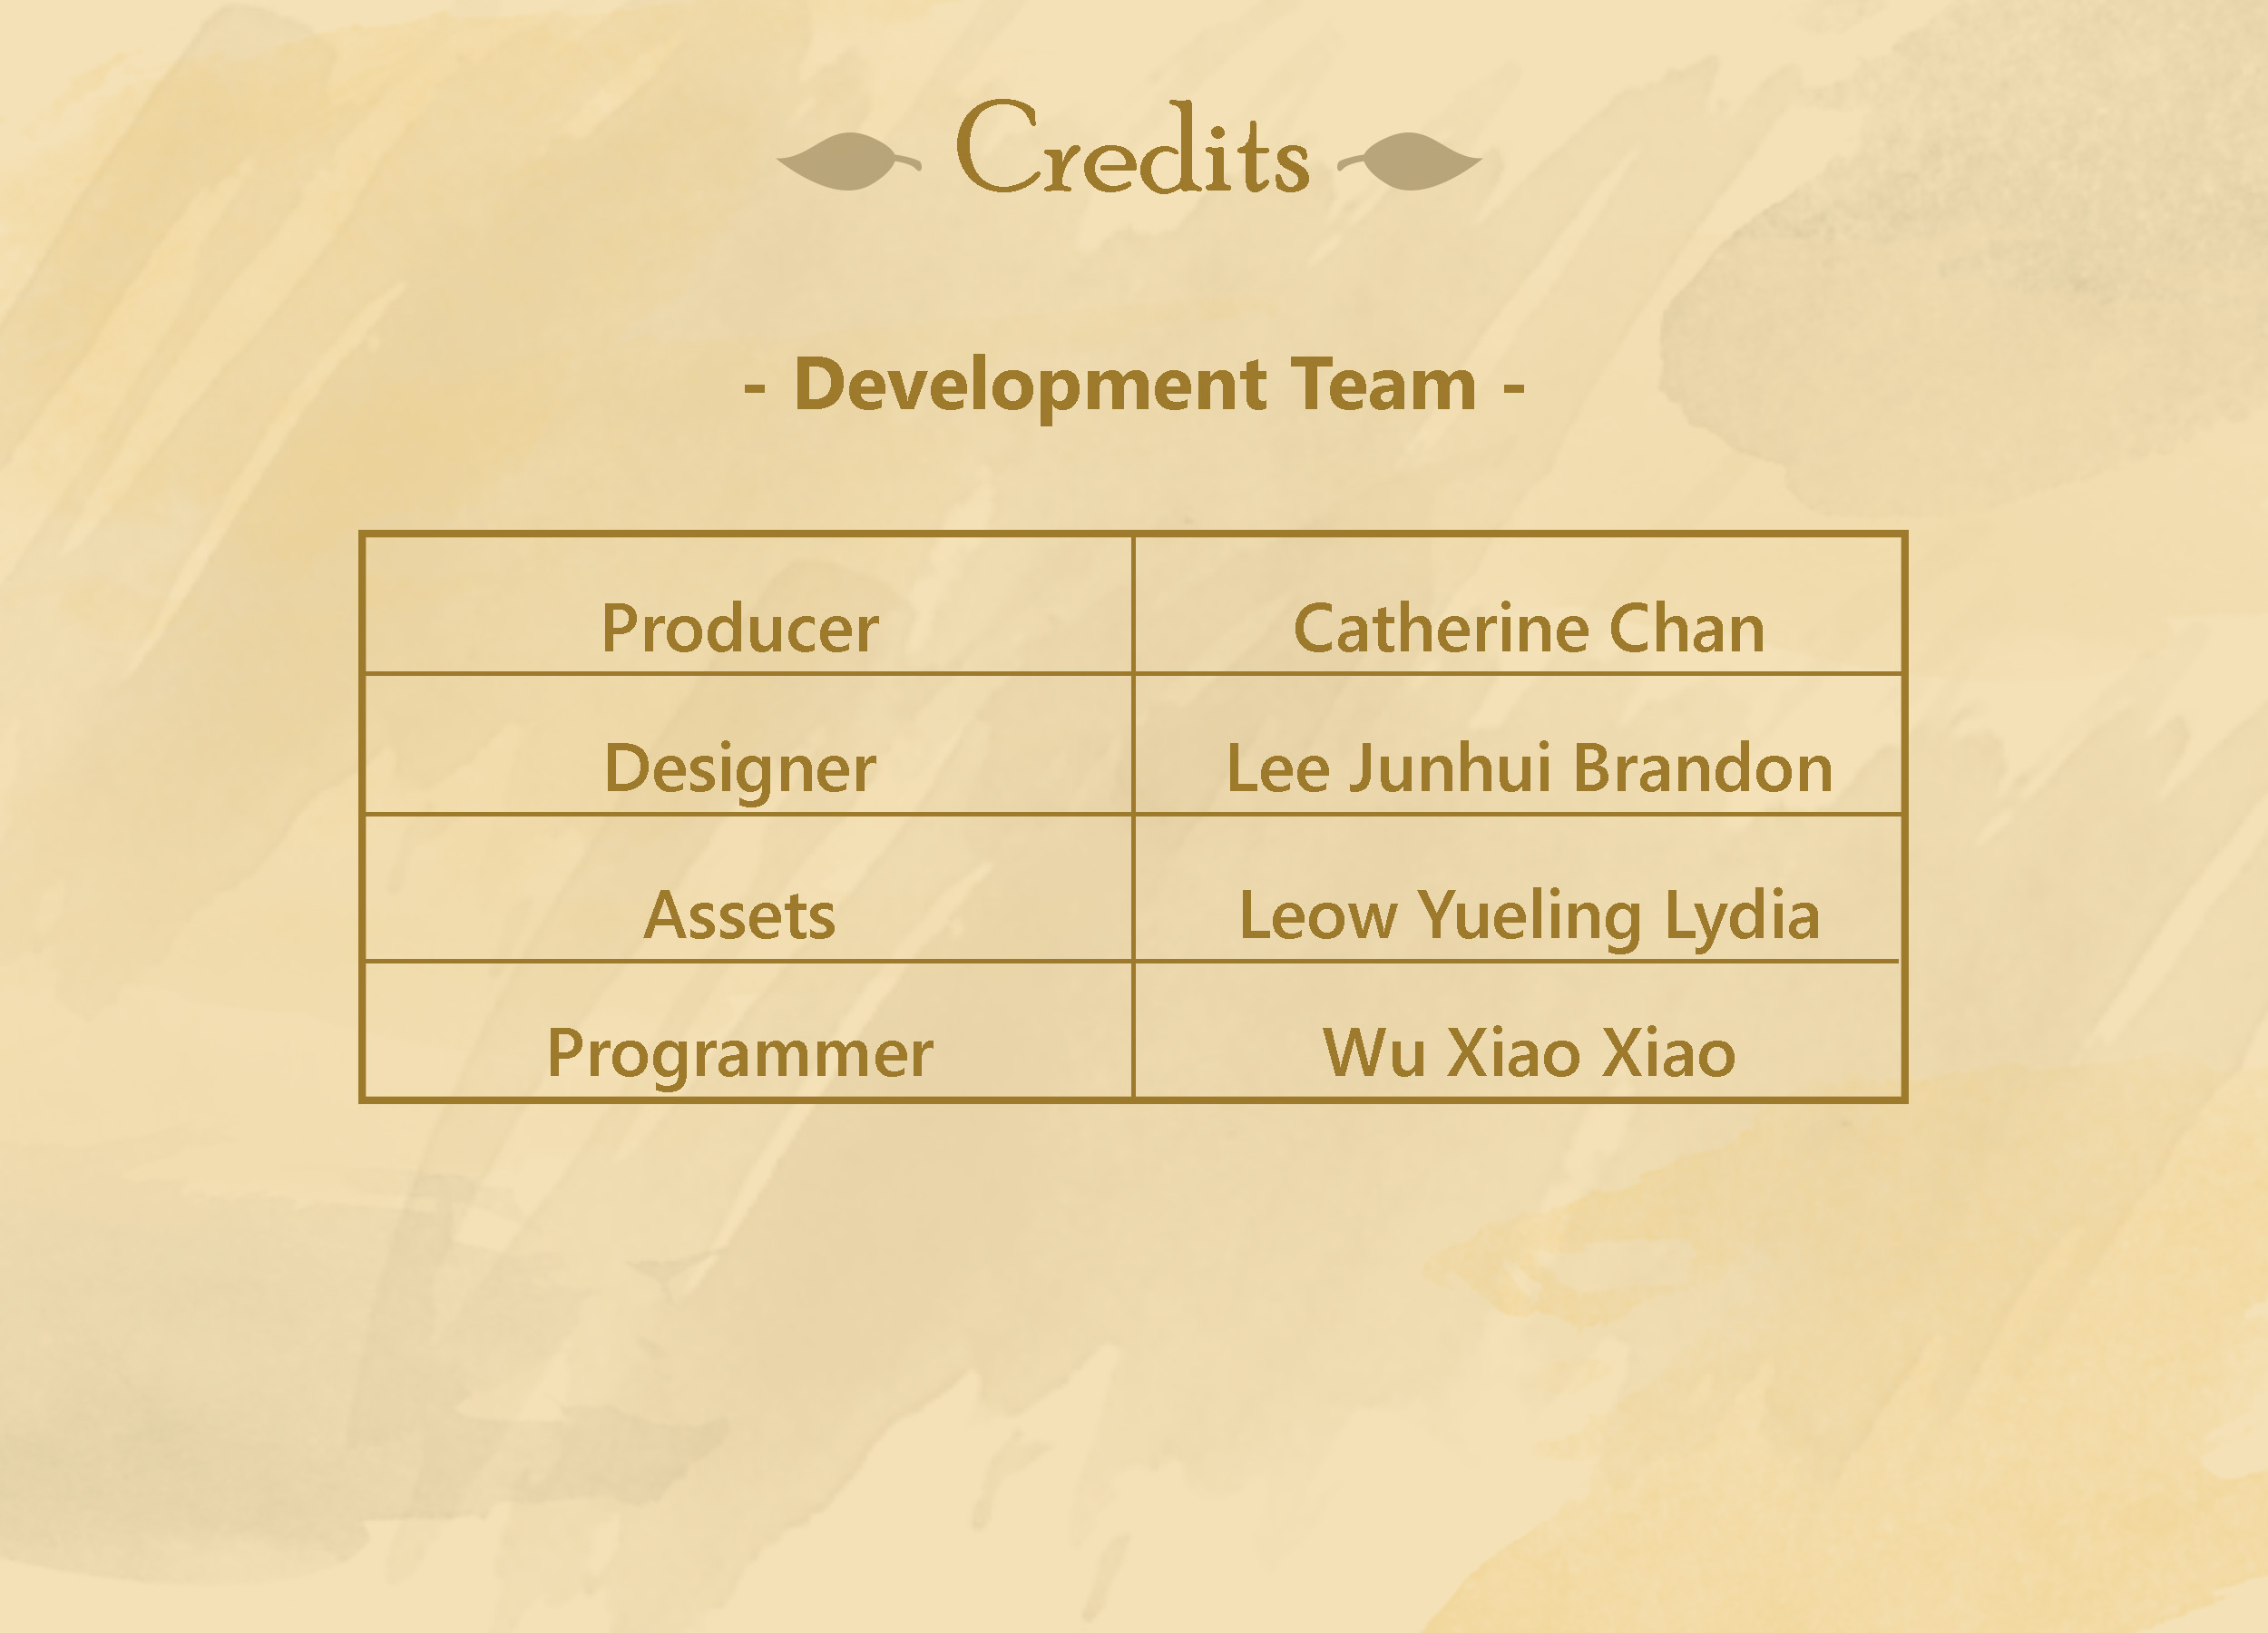 Credits
- Development Team -
Producer Catherine Chan
Designer Lee Junhui Brandon
Assets Leow Yueling Lydia
Programmer Wu Xiao Xiao